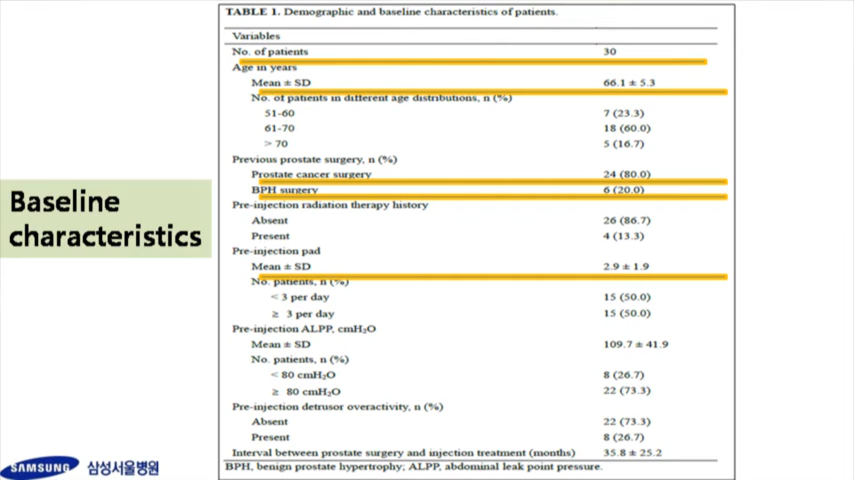 TABLE 1. Demographic and baseline characteristics of patients.
Variables
No. of patients 30
Age in years
Mean ± SD 66.1 ± 5.3
No. of patients in different age distributions, n (%)
51-60 7 (23.3)
61-70 18 (60.0)
> 70 5 (16.7)
Previous prostate surgery, n (%)
Prostate cancer surgery 24 (80.0)
BPH surgery 6 (20.0)
Pre-injection radiation therapy history
Absent 26 (86.7)
Present 4 (13.3)
Pre-injection pad
Mean ± SD 2.9 ± 1.9
No. patients, n (%)
< 3 per day 15 (50.0)
≥ 3 per day 15 (50.0)
Pre-injection ALPP, cmH₂O
Mean ± SD 109.7 ± 41.9
No. patients, n (%)
< 80 cmH₂O 8 (26.7)
≥ 80 cmH₂O 22 (73.3)
Pre-injection detrusor overactivity, n (%)
Absent 22 (73.3)
Present 8 (26.7)
Interval between prostate surgery and injection treatment (months) 35.8 ± 25.2
BPH, benign prostate hypertrophy; ALPP, abdominal leak point pressure.
Baseline
characteristics
SAMSUNG 삼성서울병원